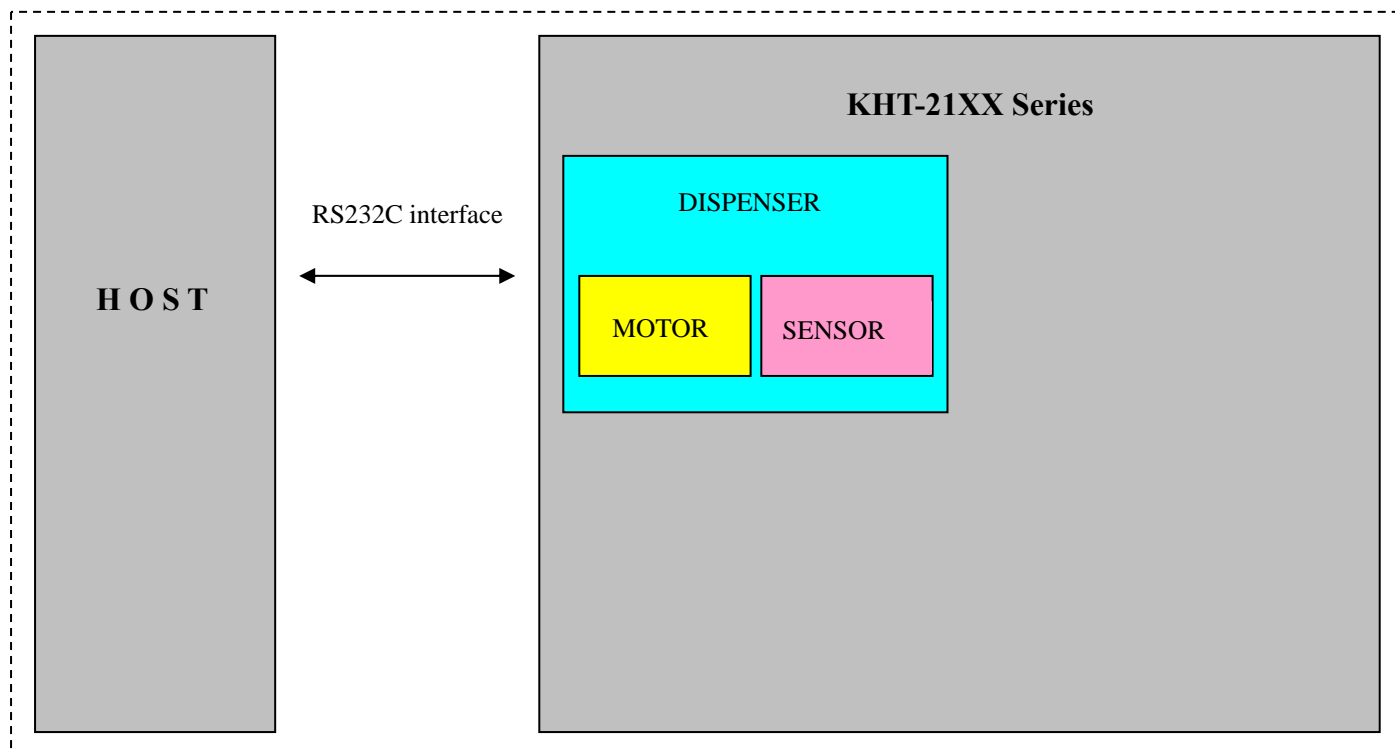 KHT-21XX Series
DISPENSER
RS232C interface
H O S T
MOTOR
SENSOR